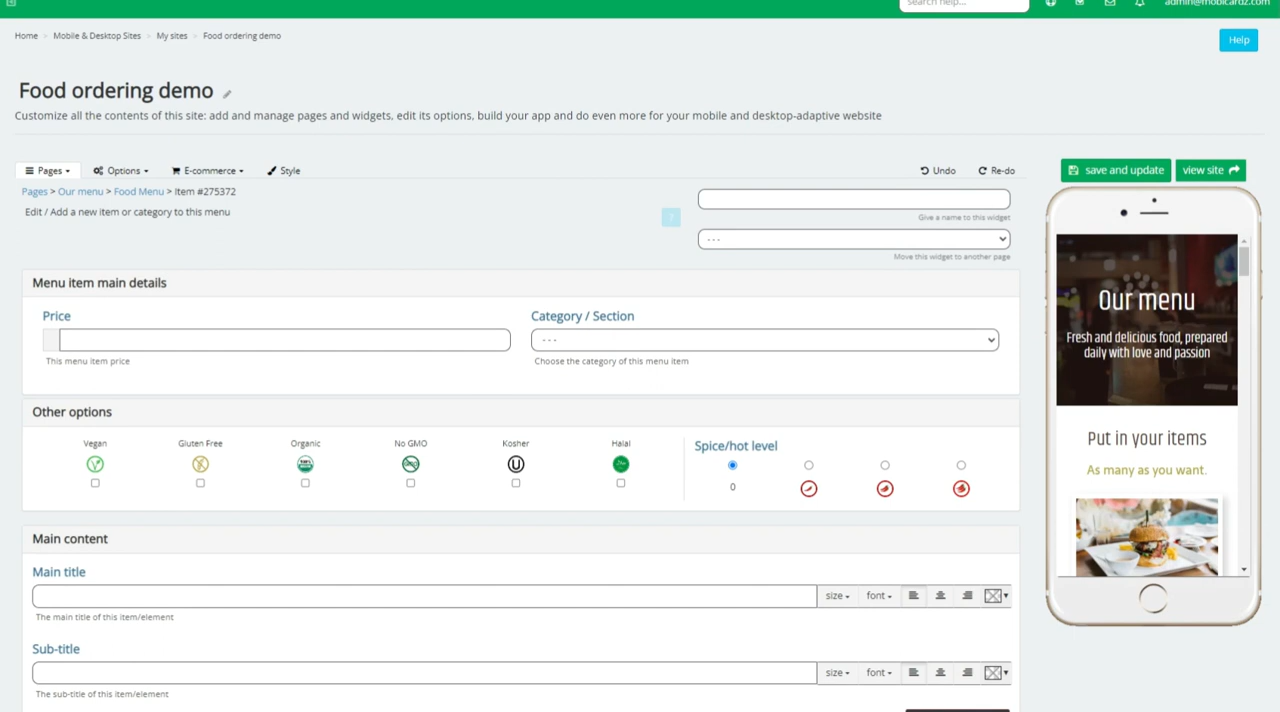 search help...
admin@mobicardz.com
Home > Mobile & Desktop Sites > My sites > Food ordering demo
Help
Food ordering demo
Customize all the contents of this site: add and manage pages and widgets, edit its options, build your app and do even more for your mobile and desktop-adaptive website
Pages Options E-commerce Style Undo Re-do
save and update view site
Pages > Our menu > Food Menu > Item #275372
Edit / Add a new item or category to this menu
?
Give a name to this widget
---
Move this widget to another page
Menu item main details
Price Category / Section
---
This menu item price Choose the category of this menu item
Other options
Vegan Gluten Free Organic No GMO Kosher Halal
Spice/hot level
0
Main content
Main title
size font
The main title of this item/element
Sub-title
size font
The sub-title of this item/element
Our menu
Fresh and delicious food, prepared
daily with love and passion
Put in your items
As many as you want.